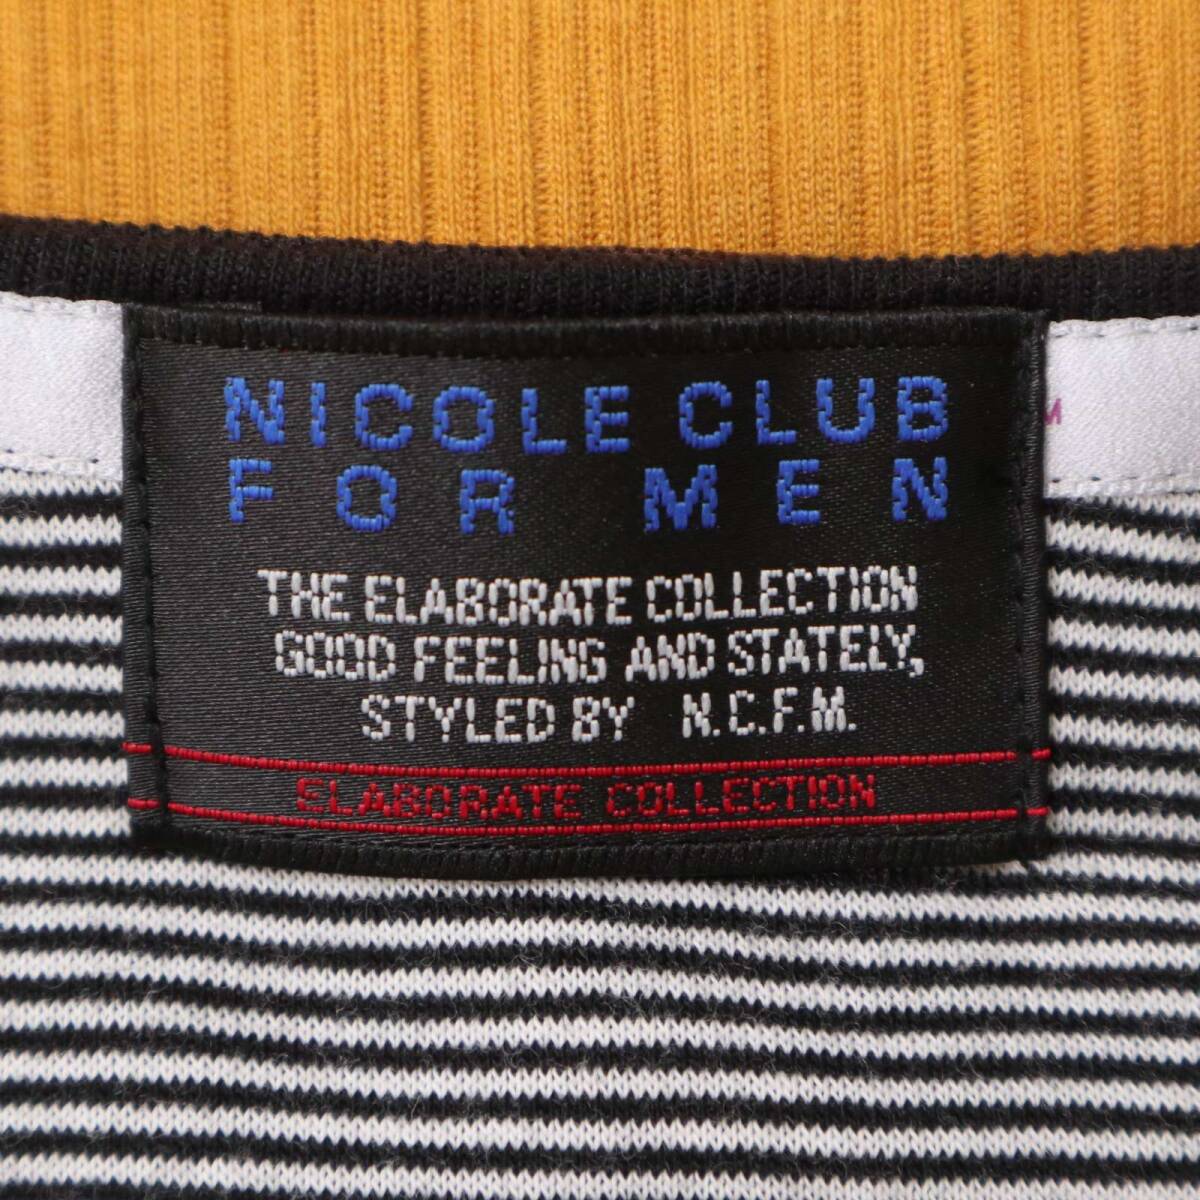 NICOLE CLUB
FOR MEN
THE ELABORATE COLLECTION
GOOD FEELING AND STATELY,
STYLED BY N.C.F.M.
ELABORATE COLLECTION
M